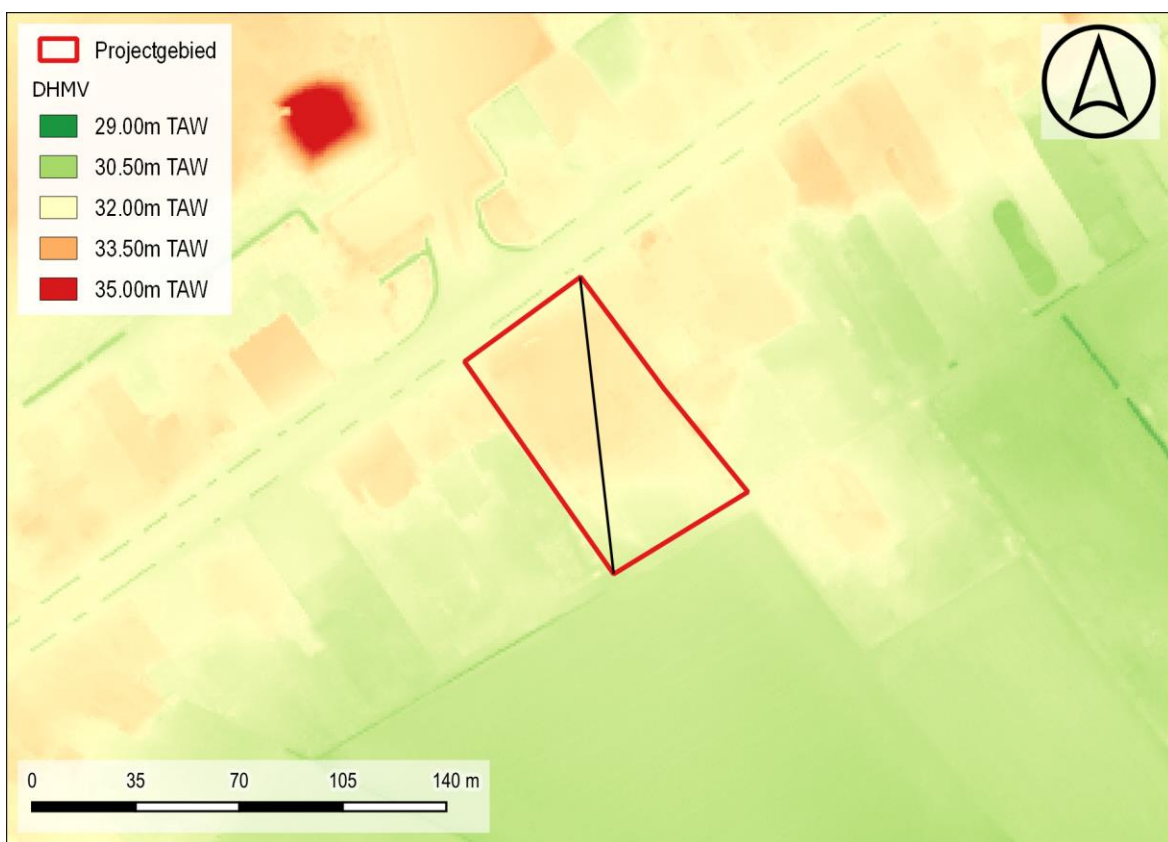 Projectgebied
DHMV
29.00m TAW
30.50m TAW
32.00m TAW
33.50m TAW
35.00m TAW
0 35 70 105 140 m